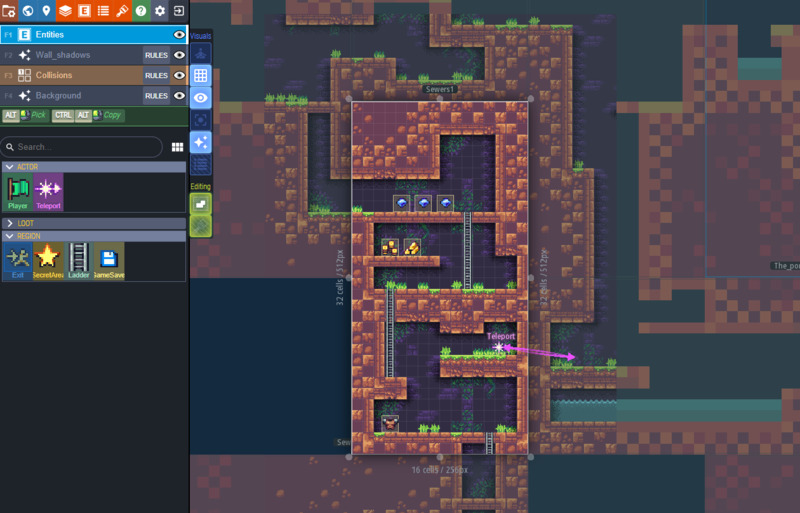 F1 E Entities
F2 Wall_shadows RULES
F3 Collisions RULES
F4 Background RULES
ALT Pick CTRL ALT Copy
Search...
ACTOR
Player Teleport
LOOT
REGION
Exit SecretArea Ladder GameSave
Visuals
Editing
Sewers1
32 cells / 512px
32 cells / 512px
Teleport
16 cells / 256px
Sew
The_po